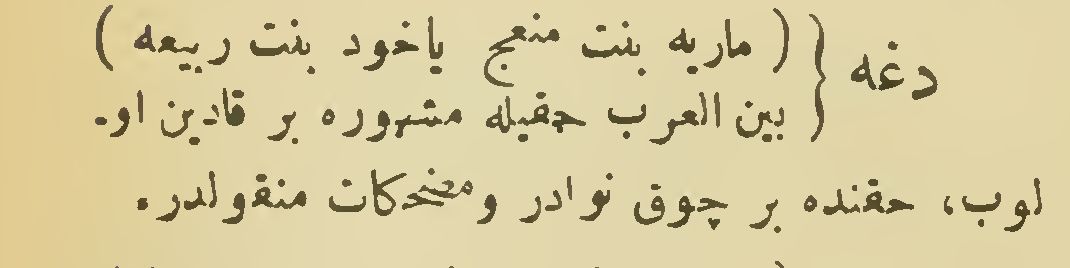 دغه { ( ماريه بنت منعج ياخود بنت ربيعه )
بين العرب حمقيله مشهوره بر قادين او-
لوب، حقنده بر چوق نوادر ومضحكات منقولدر.